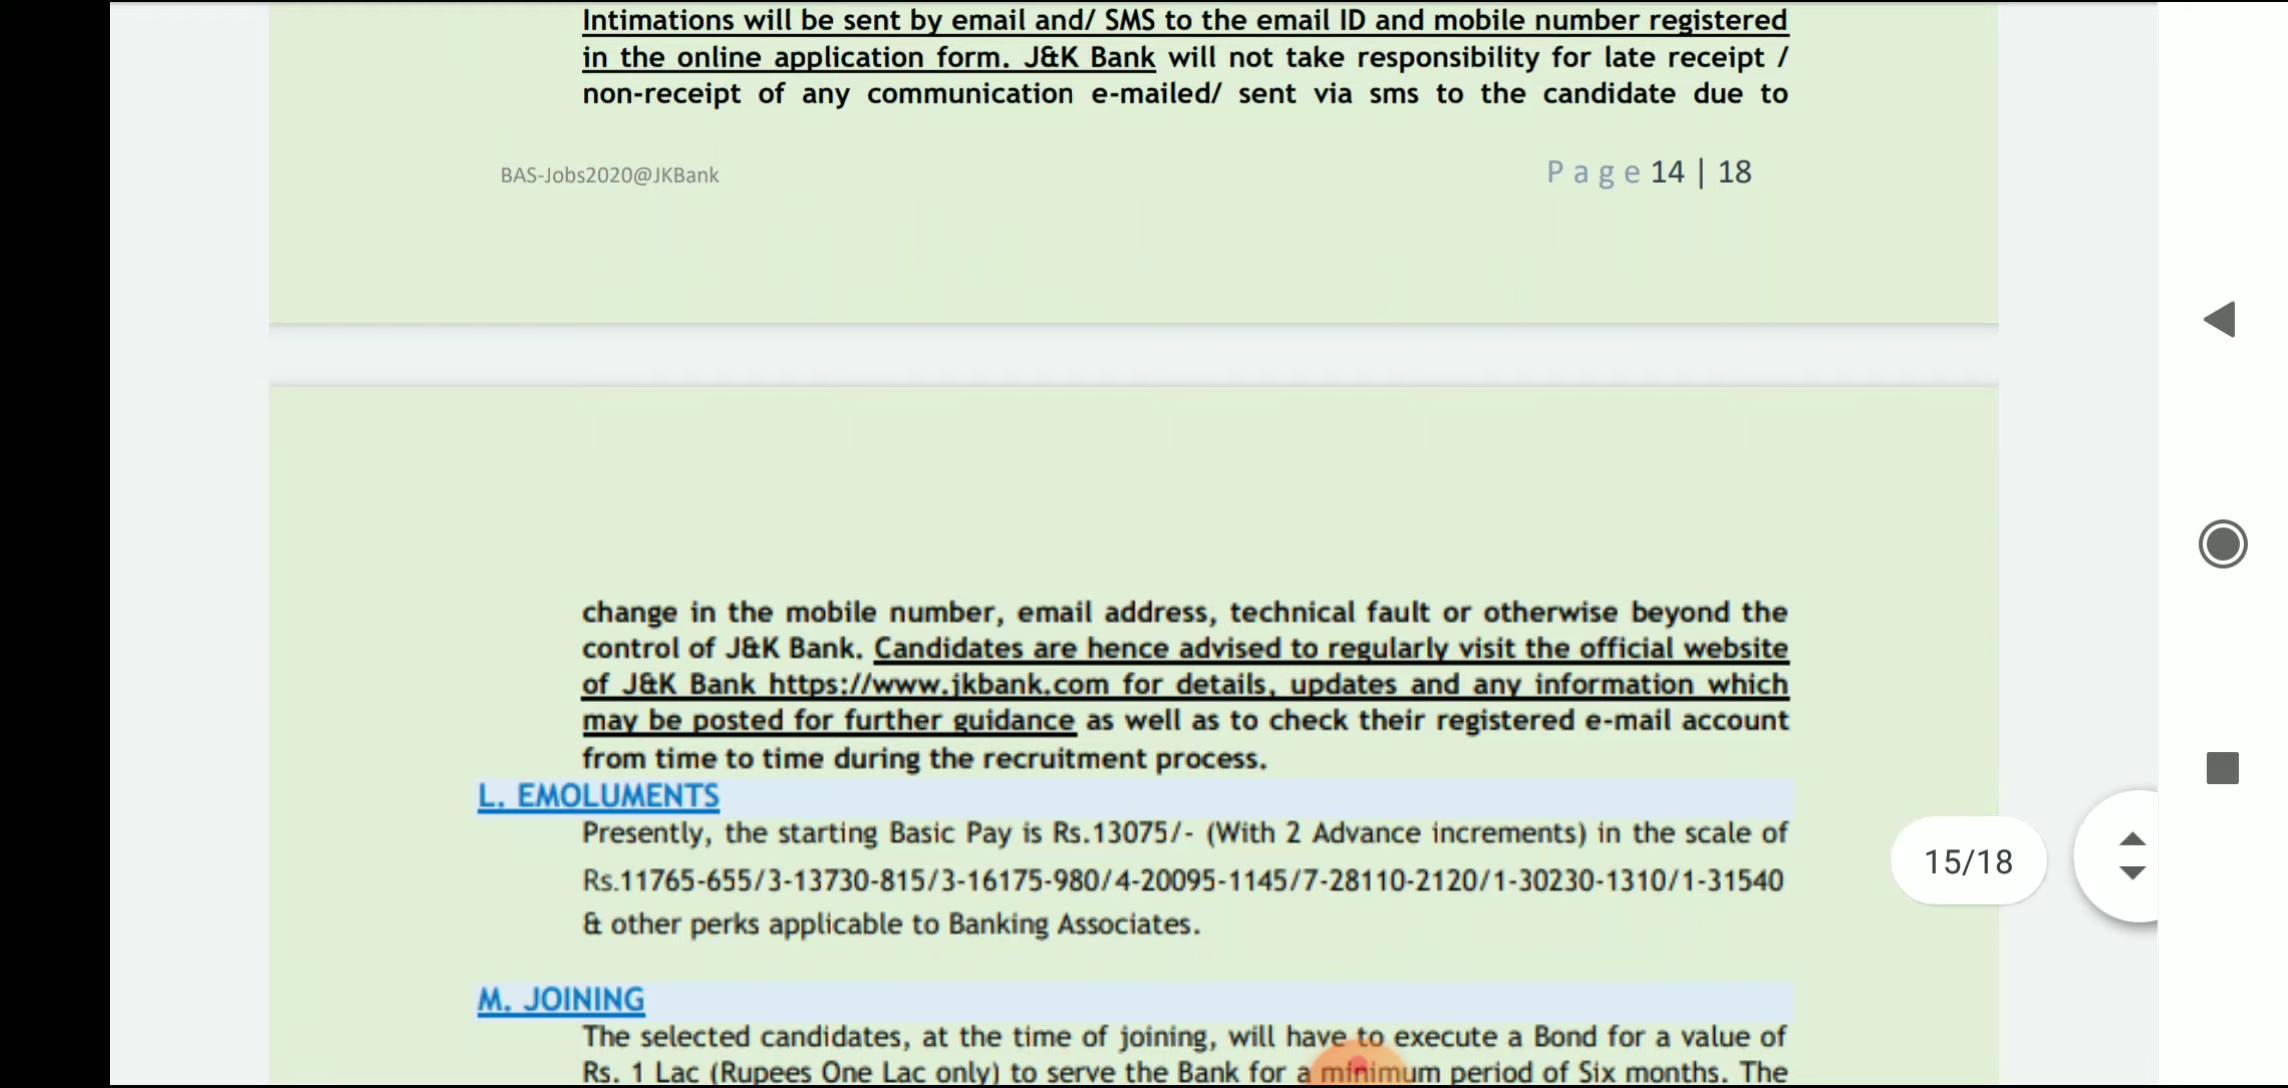 Intimations will be sent by email and/ SMS to the email ID and mobile number registered
in the online application form. J&K Bank will not take responsibility for late receipt /
non-receipt of any communication e-mailed/ sent via sms to the candidate due to
BAS-Jobs2020@JKBank
Page 14 | 18
change in the mobile number, email address, technical fault or otherwise beyond the
control of J&K Bank. Candidates are hence advised to regularly visit the official website
of J&K Bank https://www.jkbank.com for details, updates and any information which
may be posted for further guidance as well as to check their registered e-mail account
from time to time during the recruitment process.
L. EMOLUMENTS
Presently, the starting Basic Pay is Rs.13075/- (With 2 Advance increments) in the scale of
Rs.11765-655/3-13730-815/3-16175-980/4-20095-1145/7-28110-2120/1-30230-1310/1-31540
15/18
& other perks applicable to Banking Associates.
M. JOINING
The selected candidates, at the time of joining, will have to execute a Bond for a value of
Rs. 1 Lac (Rupees One Lac only) to serve the Bank for a minimum period of Six months. The